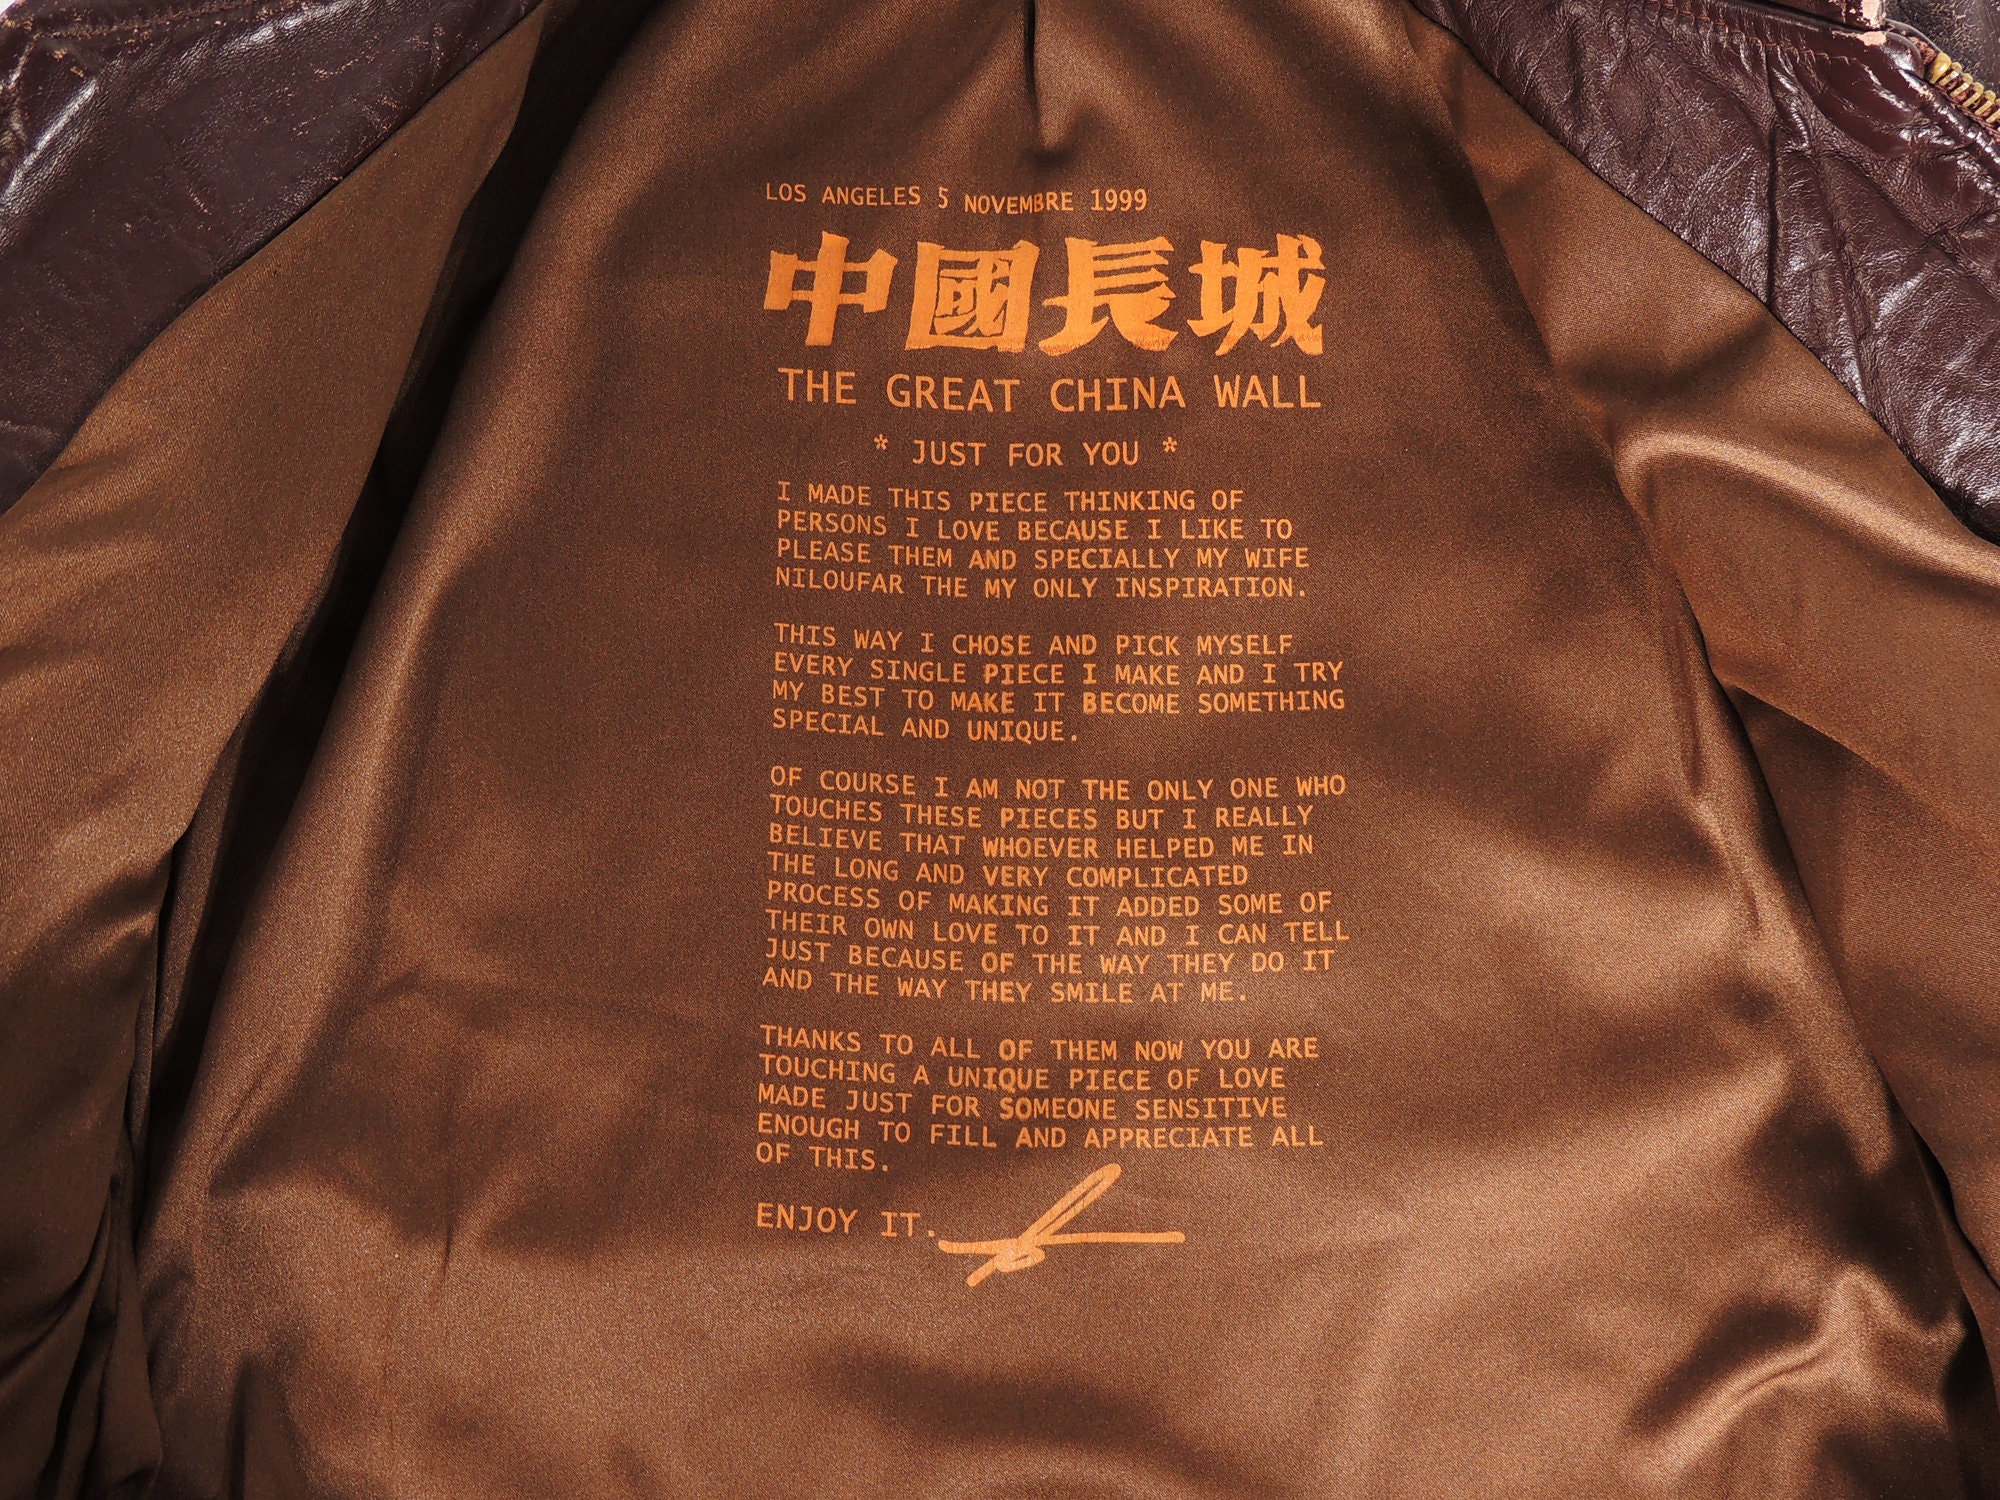 LOS ANGELES 5 NOVEMBRE 1999
中國長城
THE GREAT CHINA WALL
* JUST FOR YOU *
I MADE THIS PIECE THINKING OF
PERSONS I LOVE BECAUSE I LIKE TO
PLEASE THEM AND SPECIALLY MY WIFE
NILOUFAR THE MY ONLY INSPIRATION.
THIS WAY I CHOSE AND PICK MYSELF
EVERY SINGLE PIECE I MAKE AND I TRY
MY BEST TO MAKE IT BECOME SOMETHING
SPECIAL AND UNIQUE.
OF COURSE I AM NOT THE ONLY ONE WHO
TOUCHES THESE PIECES BUT I REALLY
BELIEVE THAT WHOEVER HELPED ME IN
THE LONG AND VERY COMPLICATED
PROCESS OF MAKING IT ADDED SOME OF
THEIR OWN LOVE TO IT AND I CAN TELL
JUST BECAUSE OF THE WAY THEY DO IT
AND THE WAY THEY SMILE AT ME.
THANKS TO ALL OF THEM NOW YOU ARE
TOUCHING A UNIQUE PIECE OF LOVE
MADE JUST FOR SOMEONE SENSITIVE
ENOUGH TO FILL AND APPRECIATE ALL
OF THIS.
ENJOY IT.